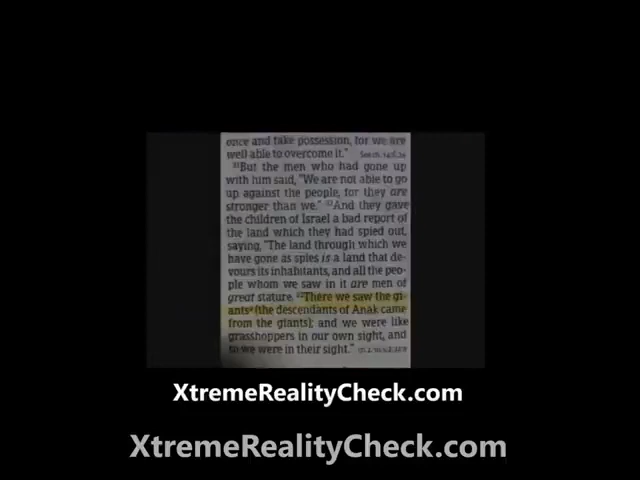 once and take possession, for we are
well able to overcome it."
31But the men who had gone up
with him said, "We are not able to go
up against the people, for they are
stronger than we." 32And they gave
the children of Israel a bad report of
the land which they had spied out,
saying, "The land through which we
have gone as spies is a land that de-
vours its inhabitants, and all the peo-
ple whom we saw in it are men of
great stature. 33There we saw the gi-
ants (the descendants of Anak came
from the giants); and we were like
grasshoppers in our own sight, and
so we were in their sight."
XtremeRealityCheck.com
XtremeRealityCheck.com